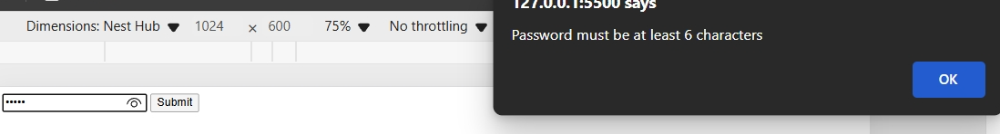 127.0.0.1:5500 says
Dimensions: Nest Hub ▼ 1024 × 600 75% ▼ No throttling ▼
Password must be at least 6 characters
OK
••••• Submit